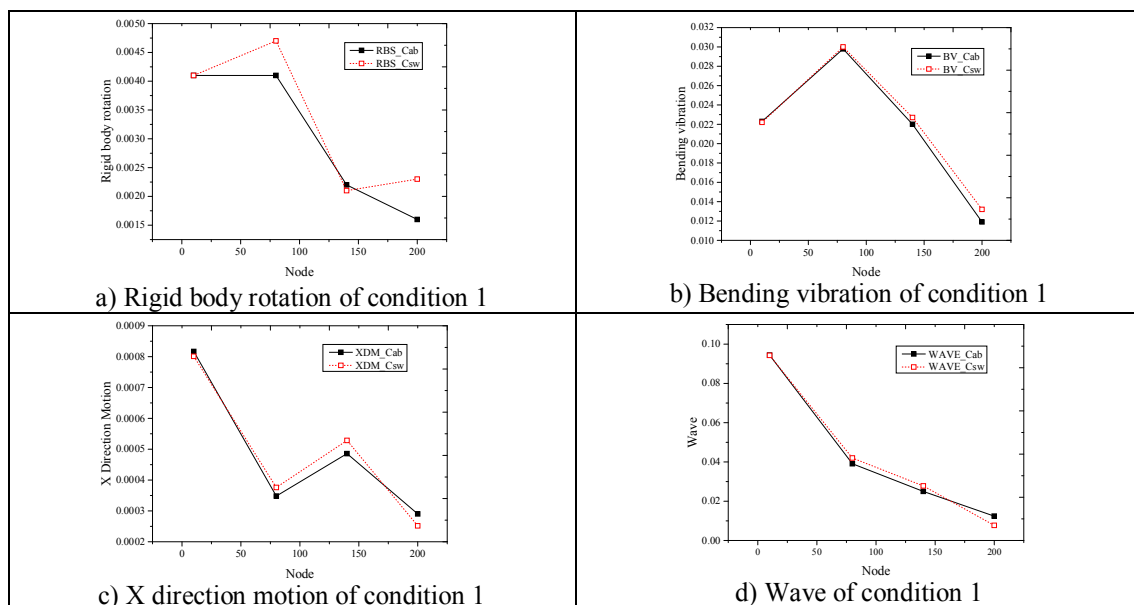 0.0050
0.0045
0.0040
0.0035
0.0030
0.0025
0.0020
0.0015
Rigid body rotation
RBS_Cab
RBS_Csw
0 50 100 150 200
Node
a) Rigid body rotation of condition 1
0.032
0.030
0.028
0.026
0.024
0.022
0.020
0.018
0.016
0.014
0.012
0.010
Bending vibration
BV_Cab
BV_Csw
0 50 100 150 200
Node
b) Bending vibration of condition 1
0.0009
0.0008
0.0007
0.0006
0.0005
0.0004
0.0003
0.0002
X Direction Motion
XDM_Cab
XDM_Csw
0 50 100 150 200
Node
c) X direction motion of condition 1
0.10
0.08
0.06
0.04
0.02
0.00
Wave
WAVE_Cab
WAVE_Csw
0 50 100 150 200
Node
d) Wave of condition 1